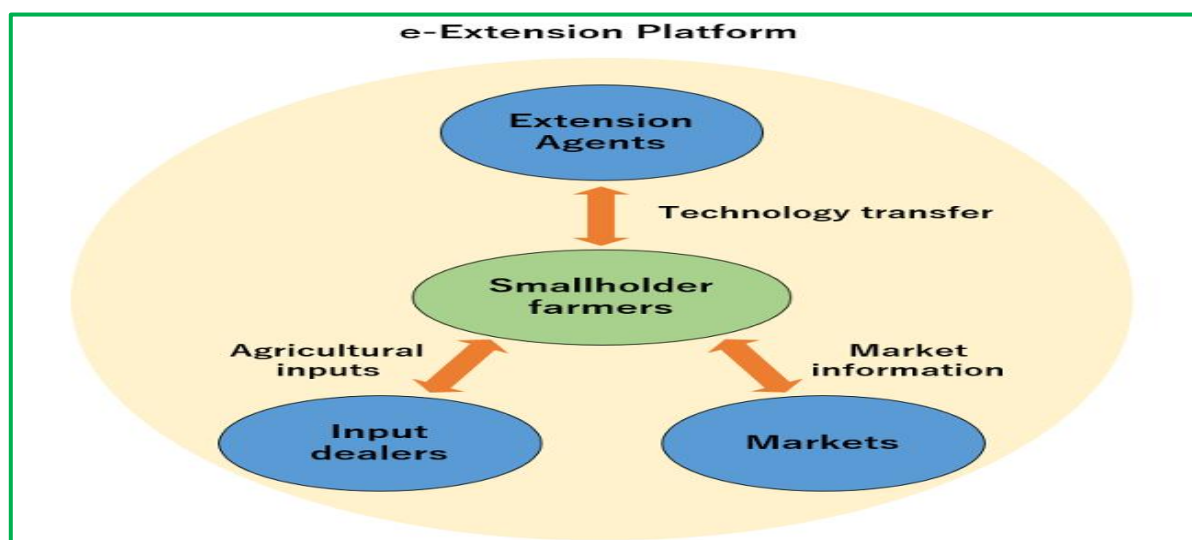 e-Extension Platform
Extension
Agents
Technology transfer
Smallholder
farmers
Agricultural
inputs
Market
information
Input
dealers
Markets